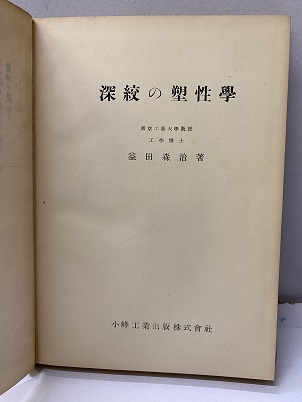 深絞の塑性學
東京工業大學敎授
工學博士
益田森治著
小峰工業出版株式會社